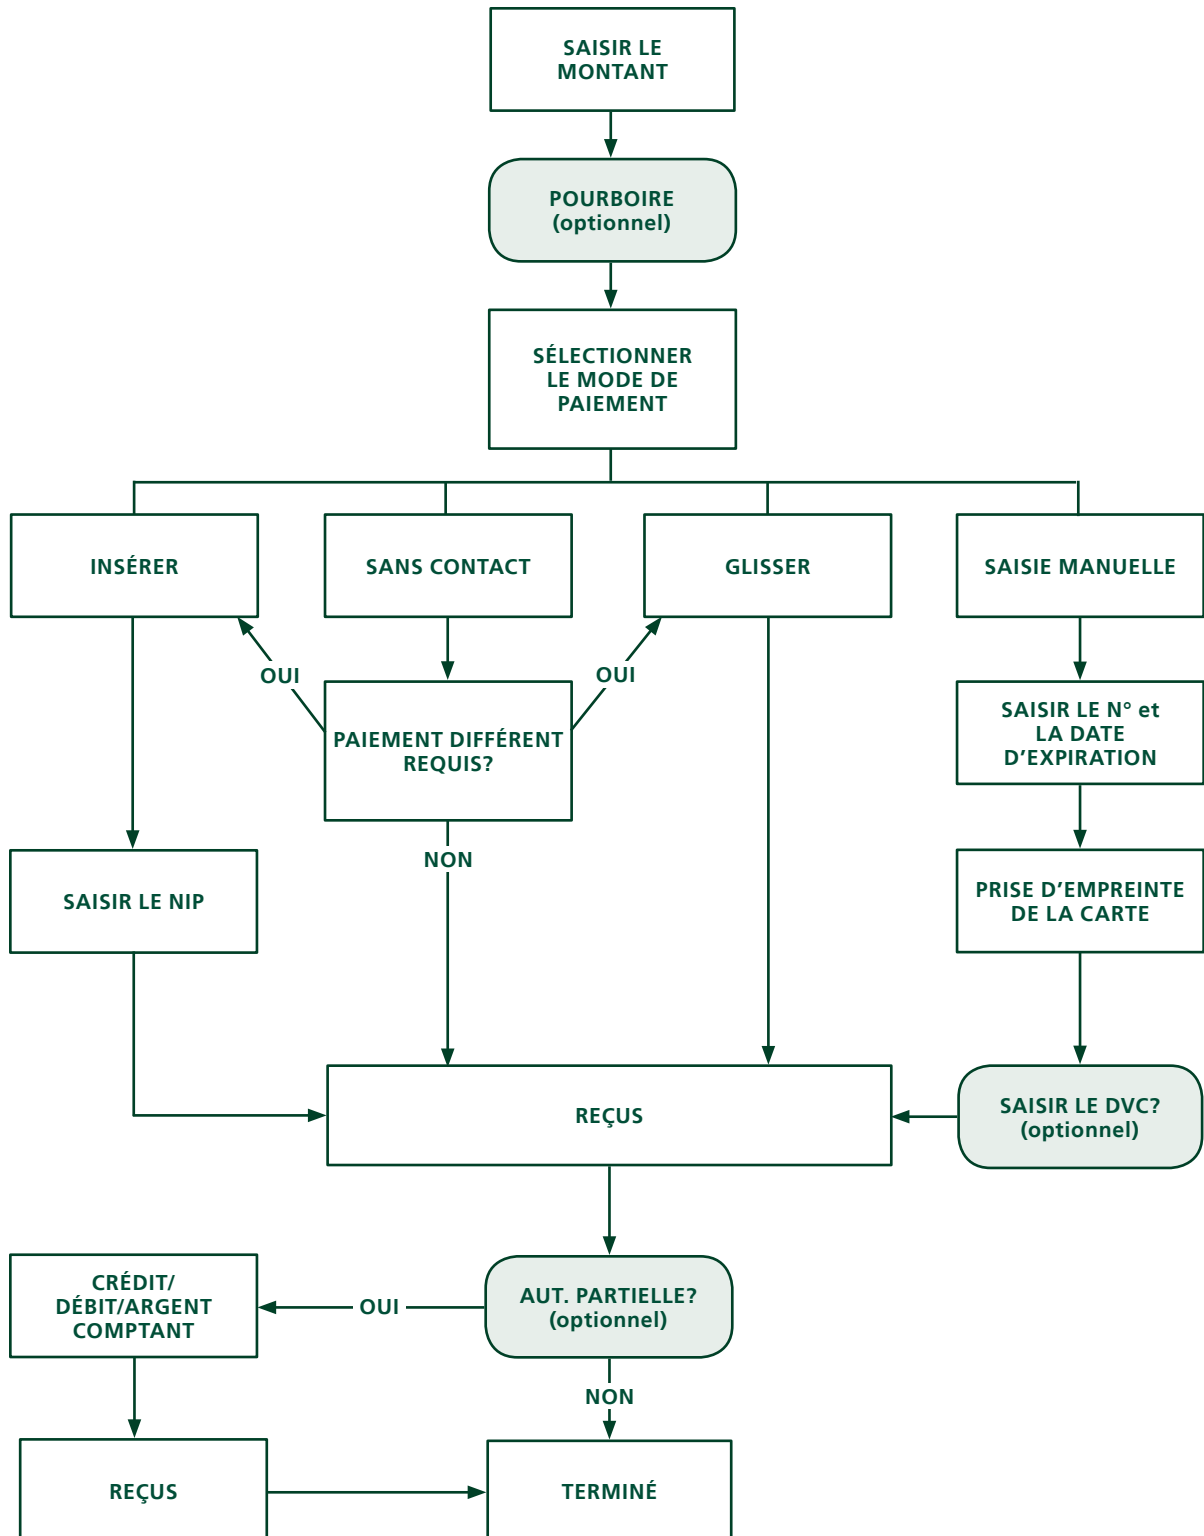 SAISIR LE
MONTANT
POURBOIRE
(optionnel)
SÉLECTIONNER
LE MODE DE
PAIEMENT
INSÉRER
SANS CONTACT
GLISSER
SAISIE MANUELLE
OUI
OUI
PAIEMENT DIFFÉRENT
REQUIS?
SAISIR LE N° et
LA DATE
D'EXPIRATION
NON
SAISIR LE NIP
PRISE D'EMPREINTE
DE LA CARTE
REÇUS
SAISIR LE DVC?
(optionnel)
CRÉDIT/
DÉBIT/ARGENT
COMPTANT
OUI
AUT. PARTIELLE?
(optionnel)
NON
REÇUS
TERMINÉ